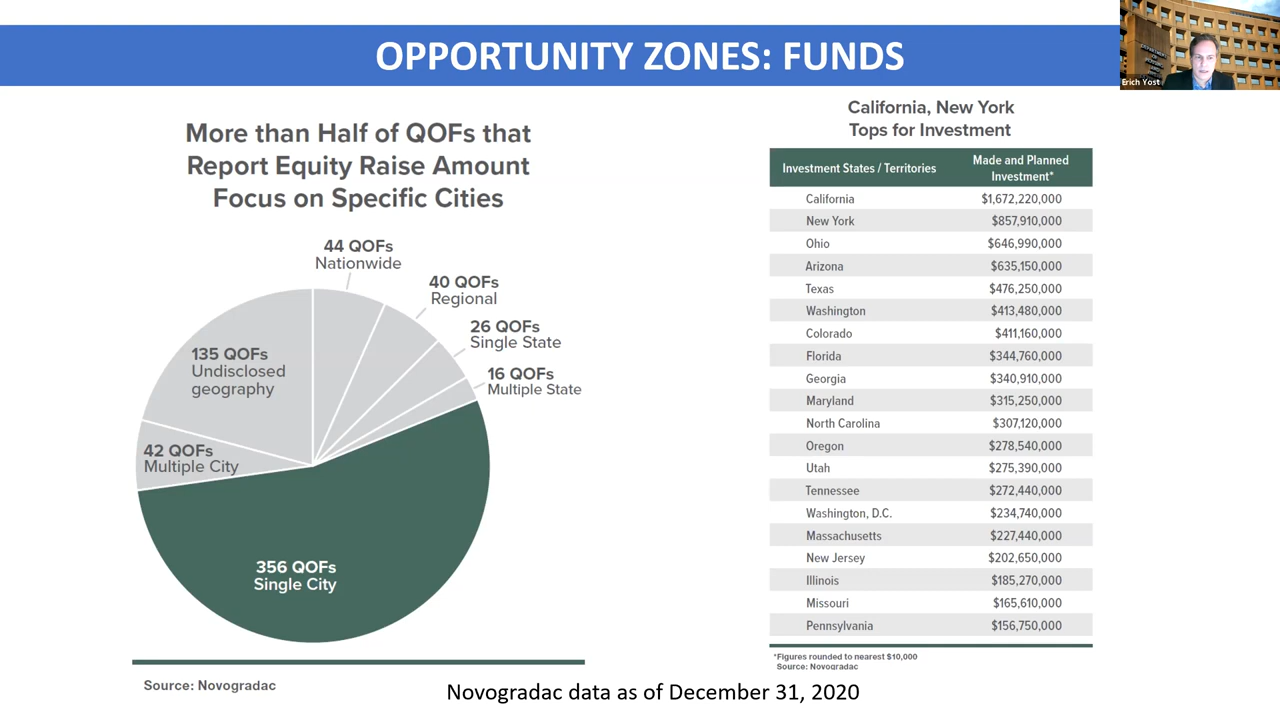 OPPORTUNITY ZONES: FUNDS
Erich Yost
More than Half of QOFs that
Report Equity Raise Amount
Focus on Specific Cities
44 QOFs
Nationwide
40 QOFs
Regional
26 QOFs
Single State
16 QOFs
Multiple State
135 QOFs
Undisclosed
geography
42 QOFs
Multiple City
356 QOFs
Single City
Source: Novogradac
California, New York
Tops for Investment
Investment States / Territories Made and Planned
Investment*
California $1,672,220,000
New York $857,910,000
Ohio $646,990,000
Arizona $635,150,000
Texas $476,250,000
Washington $413,480,000
Colorado $411,160,000
Florida $344,760,000
Georgia $340,910,000
Maryland $315,250,000
North Carolina $307,120,000
Oregon $278,540,000
Utah $275,390,000
Tennessee $272,440,000
Washington, D.C. $234,740,000
Massachusetts $227,440,000
New Jersey $202,650,000
Illinois $185,270,000
Missouri $165,610,000
Pennsylvania $156,750,000
*Figures rounded to nearest $10,000
Source: Novogradac
Novogradac data as of December 31, 2020